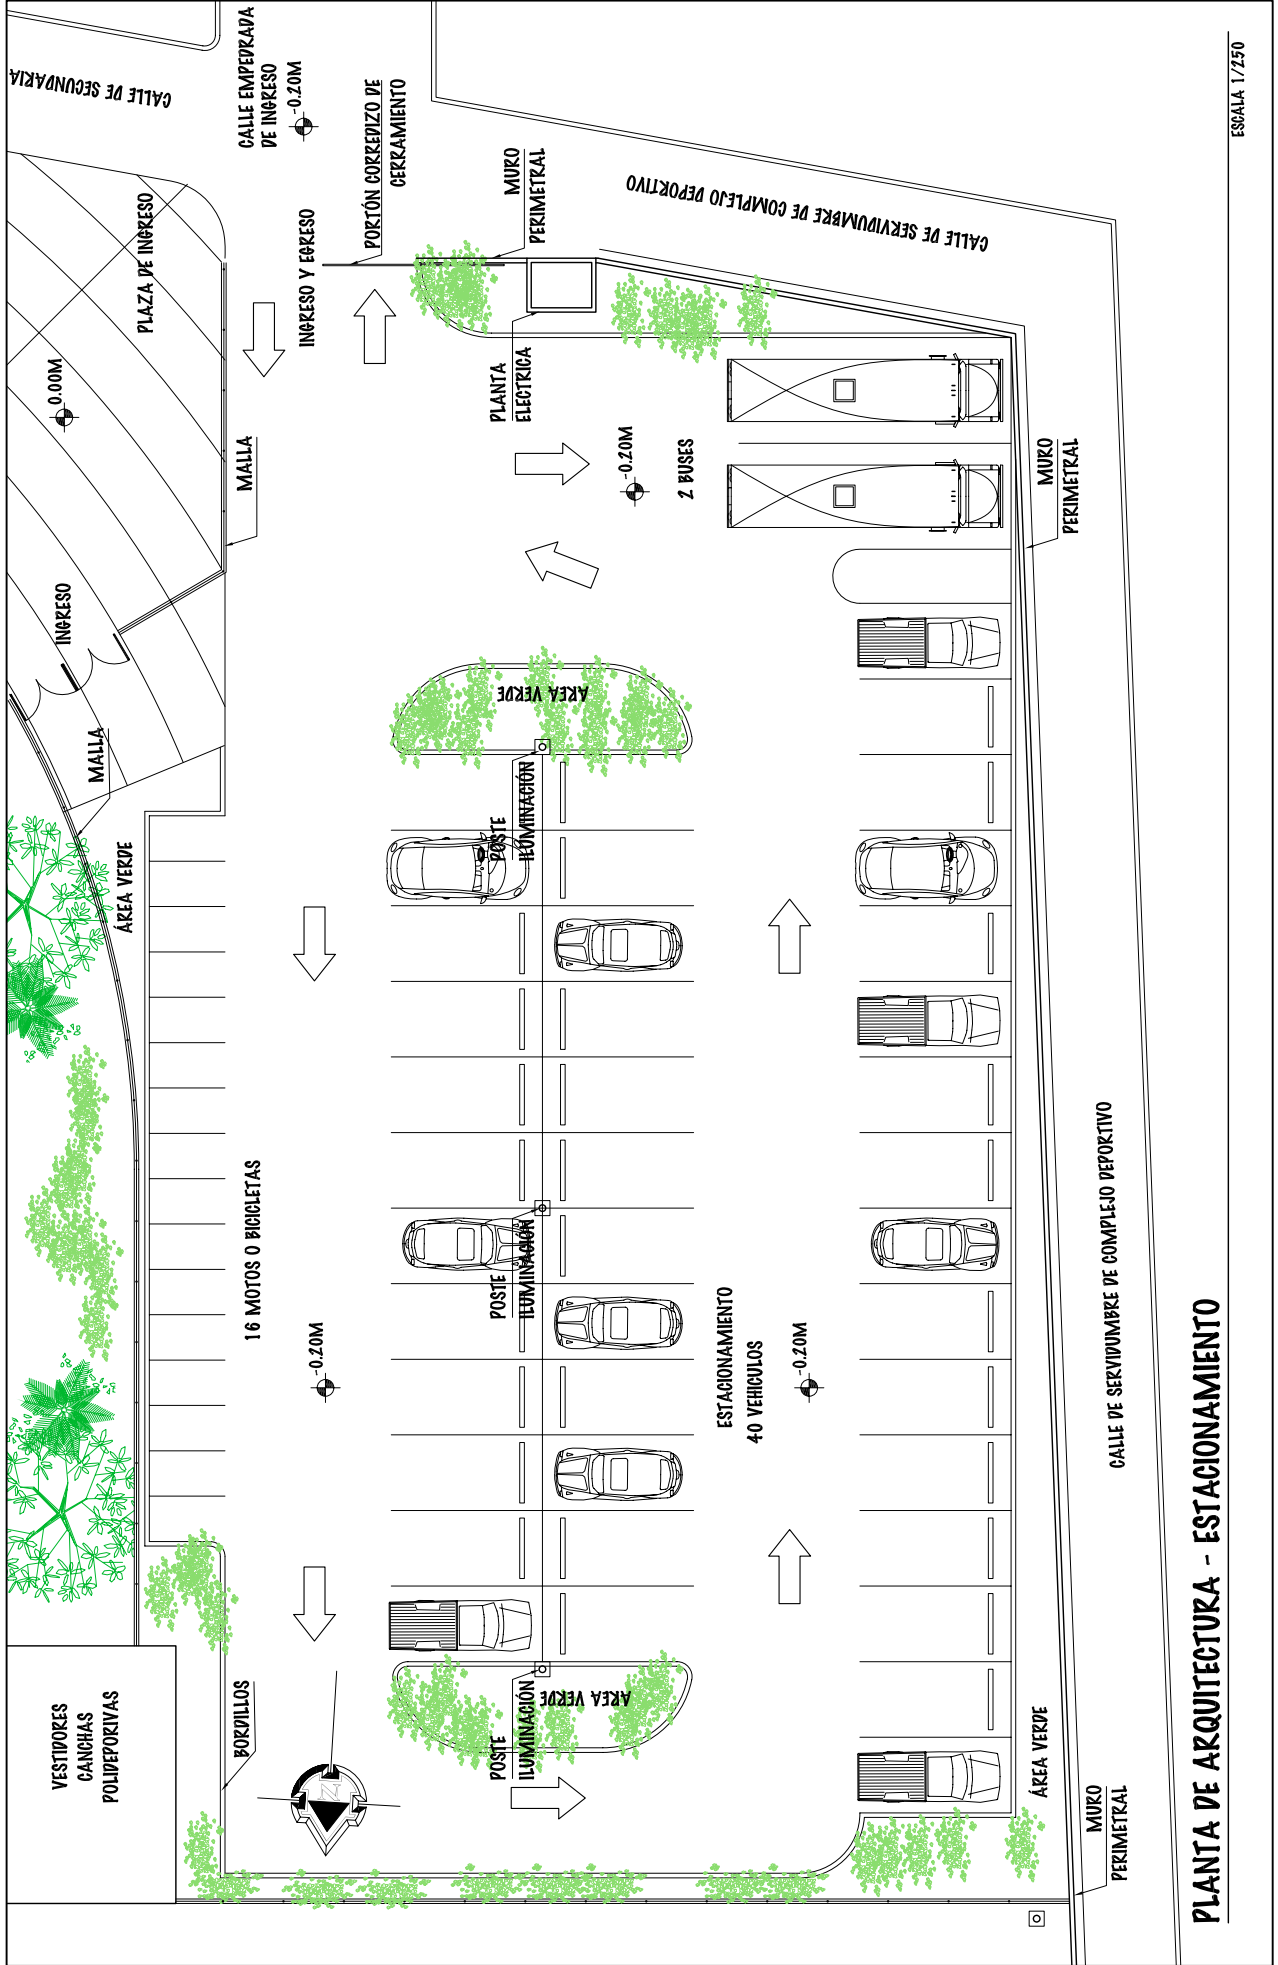 CALLE DE SECUNDARIA
CALLE EMPEDRADA
DE INGRESO
-0.20M
PORTÓN CORREDIZO DE
CERRAMIENTO
MURO
PERIMETRAL
CALLE DE SERVIDUMBRE DE COMPLEJO DEPORTIVO
ESCALA 1/250
PLAZA DE INGRESO
INGRESO Y EGRESO
0.00M
MALLA
PLANTA
ELECTRICA
-0.20M
2 BUSES
MURO
PERIMETRAL
INGRESO
MALLA
AREA VERDE
POSTE
ILUMINACIÓN
ÁREA VERDE
16 MOTOS O BICICLETAS
POSTE
ILUMINACIÓN
-0.20M
ESTACIONAMIENTO
40 VEHICULOS
-0.20M
CALLE DE SERVIDUMBRE DE COMPLEJO DEPORTIVO
VESTIDORES
CANCHAS
POLIDEPORIVAS
BORDILLOS
N
POSTE
ILUMINACIÓN
AREA VERDE
ÁREA VERDE
MURO
PERIMETRAL
PLANTA DE ARQUITECTURA - ESTACIONAMIENTO